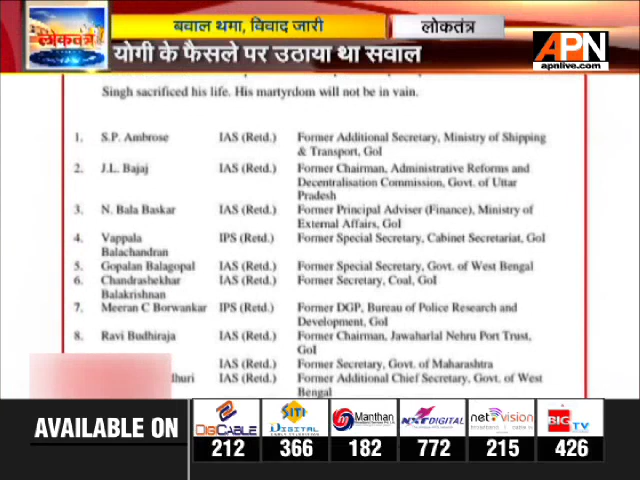 लोकतंत्र
बवाल थमा, विवाद जारी
लोकतंत्र
APN
apnlive.com
योगी के फैसले पर उठाया था सवाल
Singh sacrificed his life. His martyrdom will not be in vain.
1. S.P. Ambrose IAS (Retd.) Former Additional Secretary, Ministry of Shipping
& Transport, GoI
2. J.L. Bajaj IAS (Retd.) Former Chairman, Administrative Reforms and
Decentralisation Commission, Govt. of Uttar
Pradesh
3. N. Bala Baskar IAS (Retd.) Former Principal Adviser (Finance), Ministry of
External Affairs, GoI
4. Vappala IPS (Retd.) Former Special Secretary, Cabinet Secretariat, GoI
Balachandran
5. Gopalan Balagopal IAS (Retd.) Former Special Secretary, Govt. of West Bengal
6. Chandrashekhar IAS (Retd.) Former Secretary, Coal, GoI
Balakrishnan
7. Meeran C Borwankar IPS (Retd.) Former DGP, Bureau of Police Research and
Development, GoI
8. Ravi Budhiraja IAS (Retd.) Former Chairman, Jawaharlal Nehru Port Trust,
GoI
IAS (Retd.) Former Secretary, Govt. of Maharashtra
dhuri IAS (Retd.) Former Additional Chief Secretary, Govt. of West
Bengal
AVAILABLE ON
DIGICABLE
SITI
DIGITAL
Manthan
NXTDIGITAL
net vision
BIG
TV
212 366 182 772 215 426